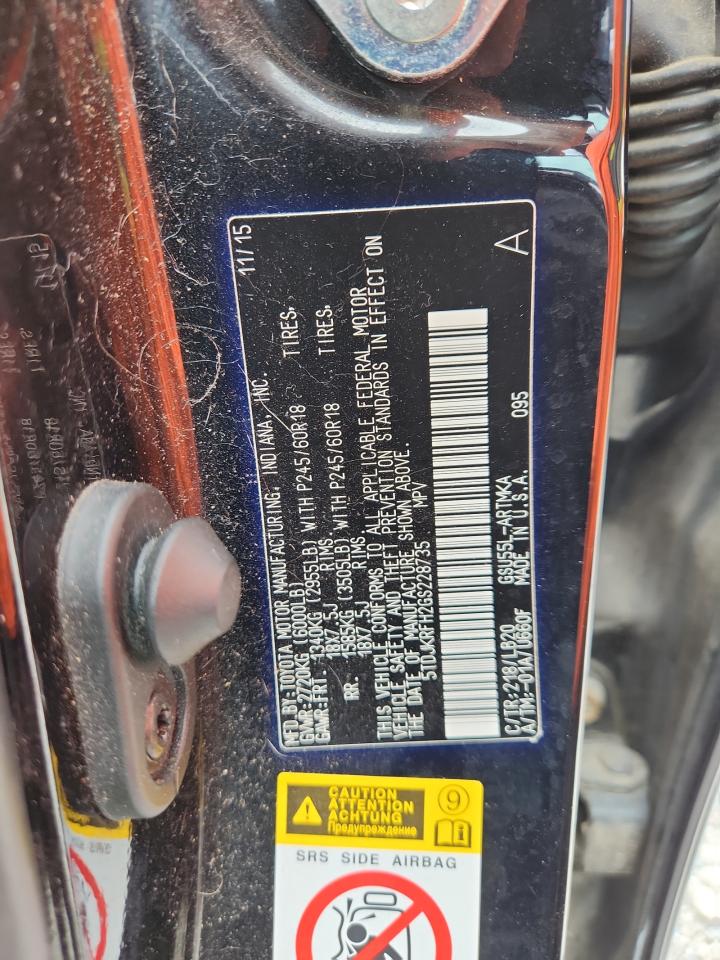 MFD.BY:TOYOTA MOTOR MANUFACTURING, INDIANA, INC. 11/15
GVWR:2720KG (6000LB)
GAWR:FRT 1340KG (2955LB) WITH P245/60R18 TIRES,
18X7.5J RIMS
RR. 1585KG (3505LB) WITH P245/60R18 TIRES,
18X7.5J RIMS
THIS VEHICLE CONFORMS TO ALL APPLICABLE FEDERAL MOTOR
VEHICLE SAFETY AND THEFT PREVENTION STANDARDS IN EFFECT ON
THE DATE OF MANUFACTURE SHOWN ABOVE.
5TDJKRFH2GS228735 MPV
C/TR:218/LB20 GSU55L-ARTMKA 095 A
A/TM:-01A/T0660F MADE IN U.S.A.
CAUTION
ATTENTION
ACHTUNG
Предупреждение
9
SRS SIDE AIRBAG